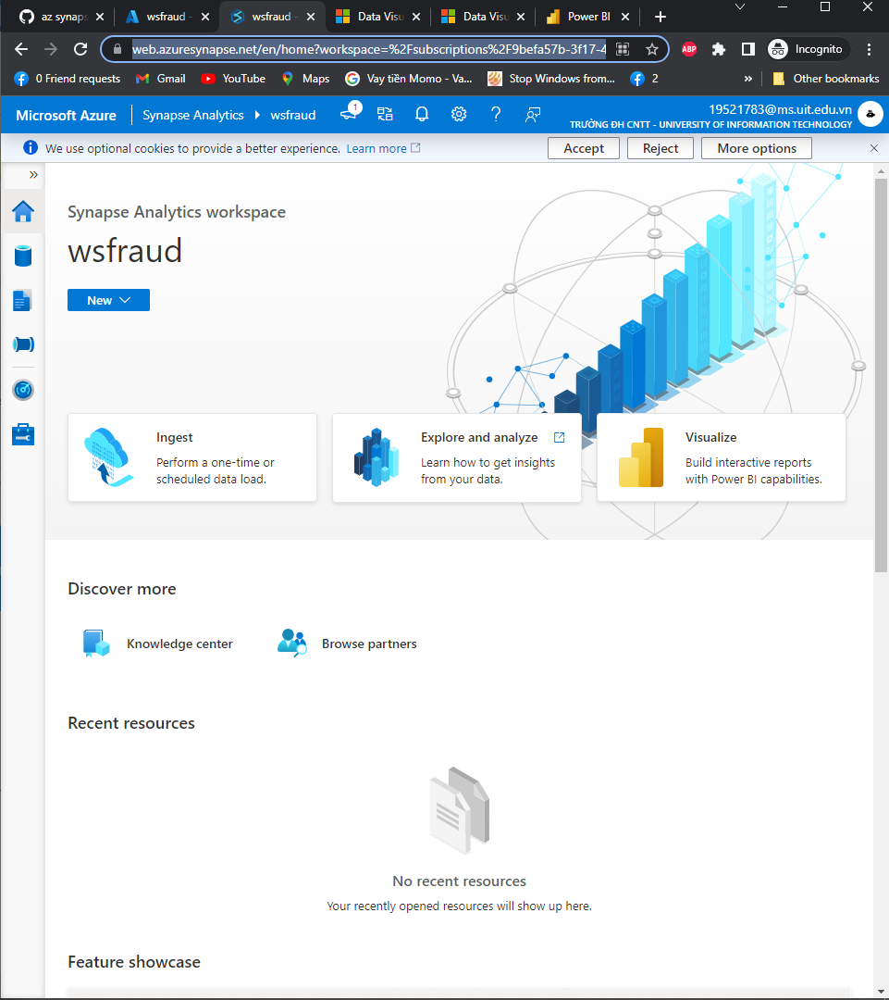 az synaps
wsfraud -
wsfraud -
Data Visu
Data Visu
Power BI
web.azuresynapse.net/en/home?workspace=%2Fsubscriptions%2F9befa57b-3f17-4
ABP
Incognito
0 Friend requests
Gmail
YouTube
Maps
Vay tiền Momo - Va...
Stop Windows from...
2
»
Other bookmarks
Microsoft Azure
Synapse Analytics
wsfraud
1
19521783@ms.uit.edu.vn
TRƯỜNG ĐH CNTT - UNIVERSITY OF INFORMATION TECHNOLOGY
We use optional cookies to provide a better experience. Learn more
Accept
Reject
More options
Synapse Analytics workspace
wsfraud
New
Ingest
Perform a one-time or
scheduled data load.
Explore and analyze
Learn how to get insights
from your data.
Visualize
Build interactive reports
with Power BI capabilities.
Discover more
Knowledge center
Browse partners
Recent resources
No recent resources
Your recently opened resources will show up here.
Feature showcase